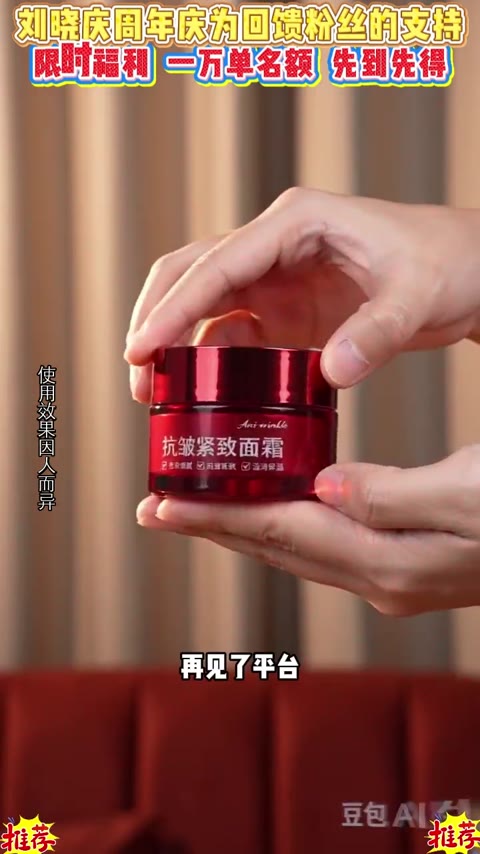 刘晓庆周年庆为回馈粉丝的支持
限时福利 一万单名额 先到先得
使用效果因人而异
Anti-wrinkle
抗皱紧致面霜
再见了平台
豆包AI
推荐
推荐